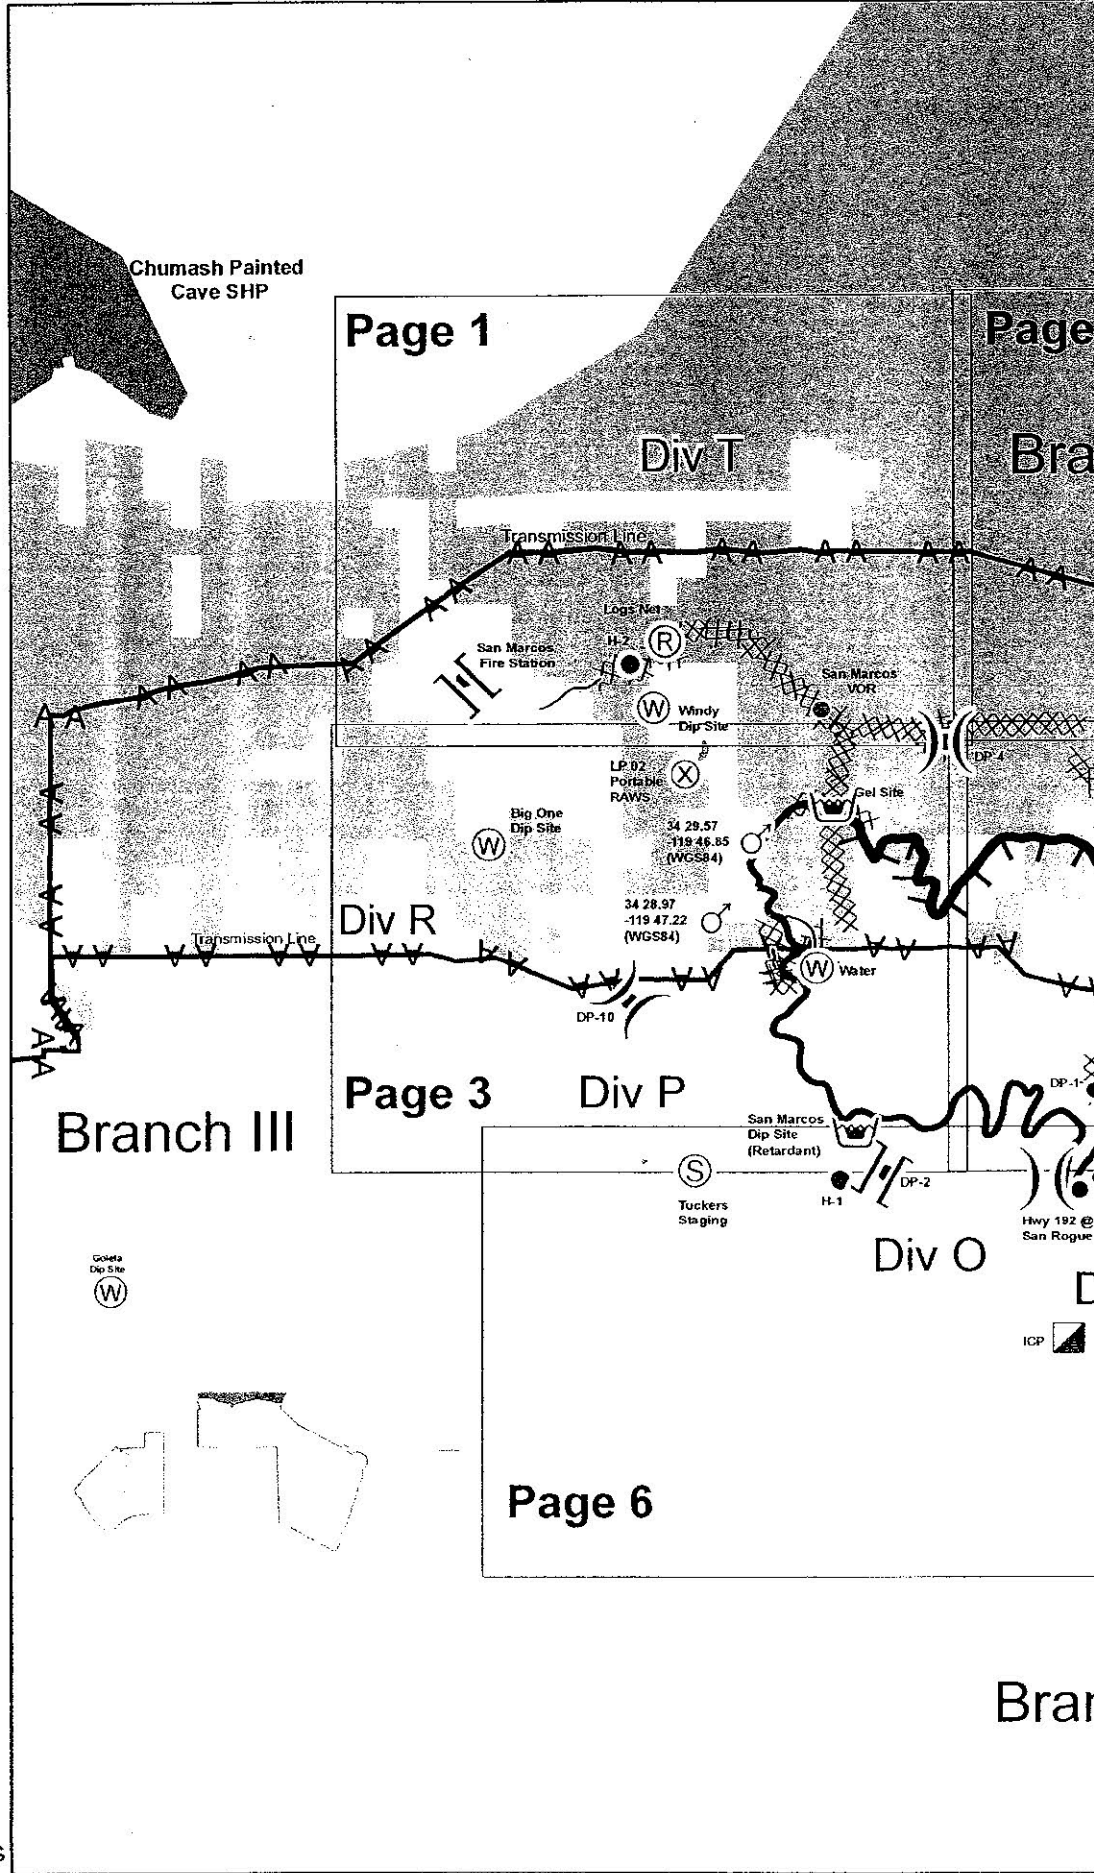 Chumash Painted
Cave SHP
Page 1
Page
Div T
Bra
Transmission Line
Logs Net
H-2
R
San Marcos
Fire Station
San Marcos
VOR
W
Windy
Dip Site
DP-4
LP 02
Portable
RAWS
X
Gel Site
Big One
Dip Site
W
34 29.57
-119 46.85
(WGS84)
34 28.97
-119 47.22
(WGS84)
Div R
Transmission Line
W
Water
DP-10
Page 3
Div P
DP-1
Branch III
San Marcos
Dip Site
(Retardant)
S
Tuckers
Staging
H-1
DP-2
Hwy 192 @
San Rogue
Div O
Goleta
Dip Site
W
D
ICP
Page 6
Bran